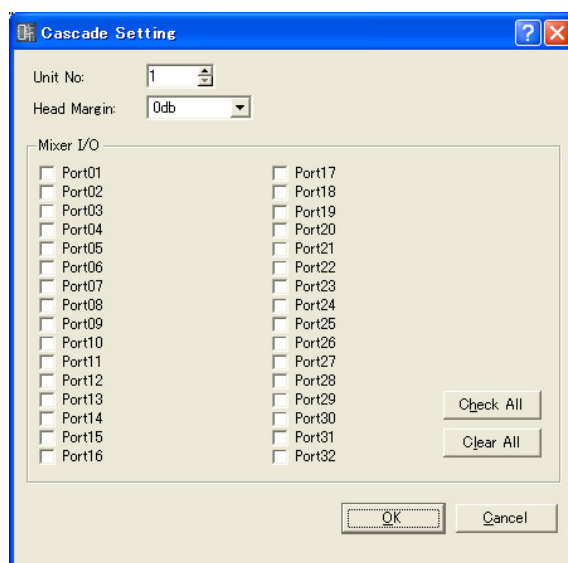 Cascade Setting
Unit No: 1
Head Margin: 0db
Mixer I/O
Port01
Port02
Port03
Port04
Port05
Port06
Port07
Port08
Port09
Port10
Port11
Port12
Port13
Port14
Port15
Port16
Port17
Port18
Port19
Port20
Port21
Port22
Port23
Port24
Port25
Port26
Port27
Port28
Port29
Port30
Port31
Port32
Check All
Clear All
OK
Cancel